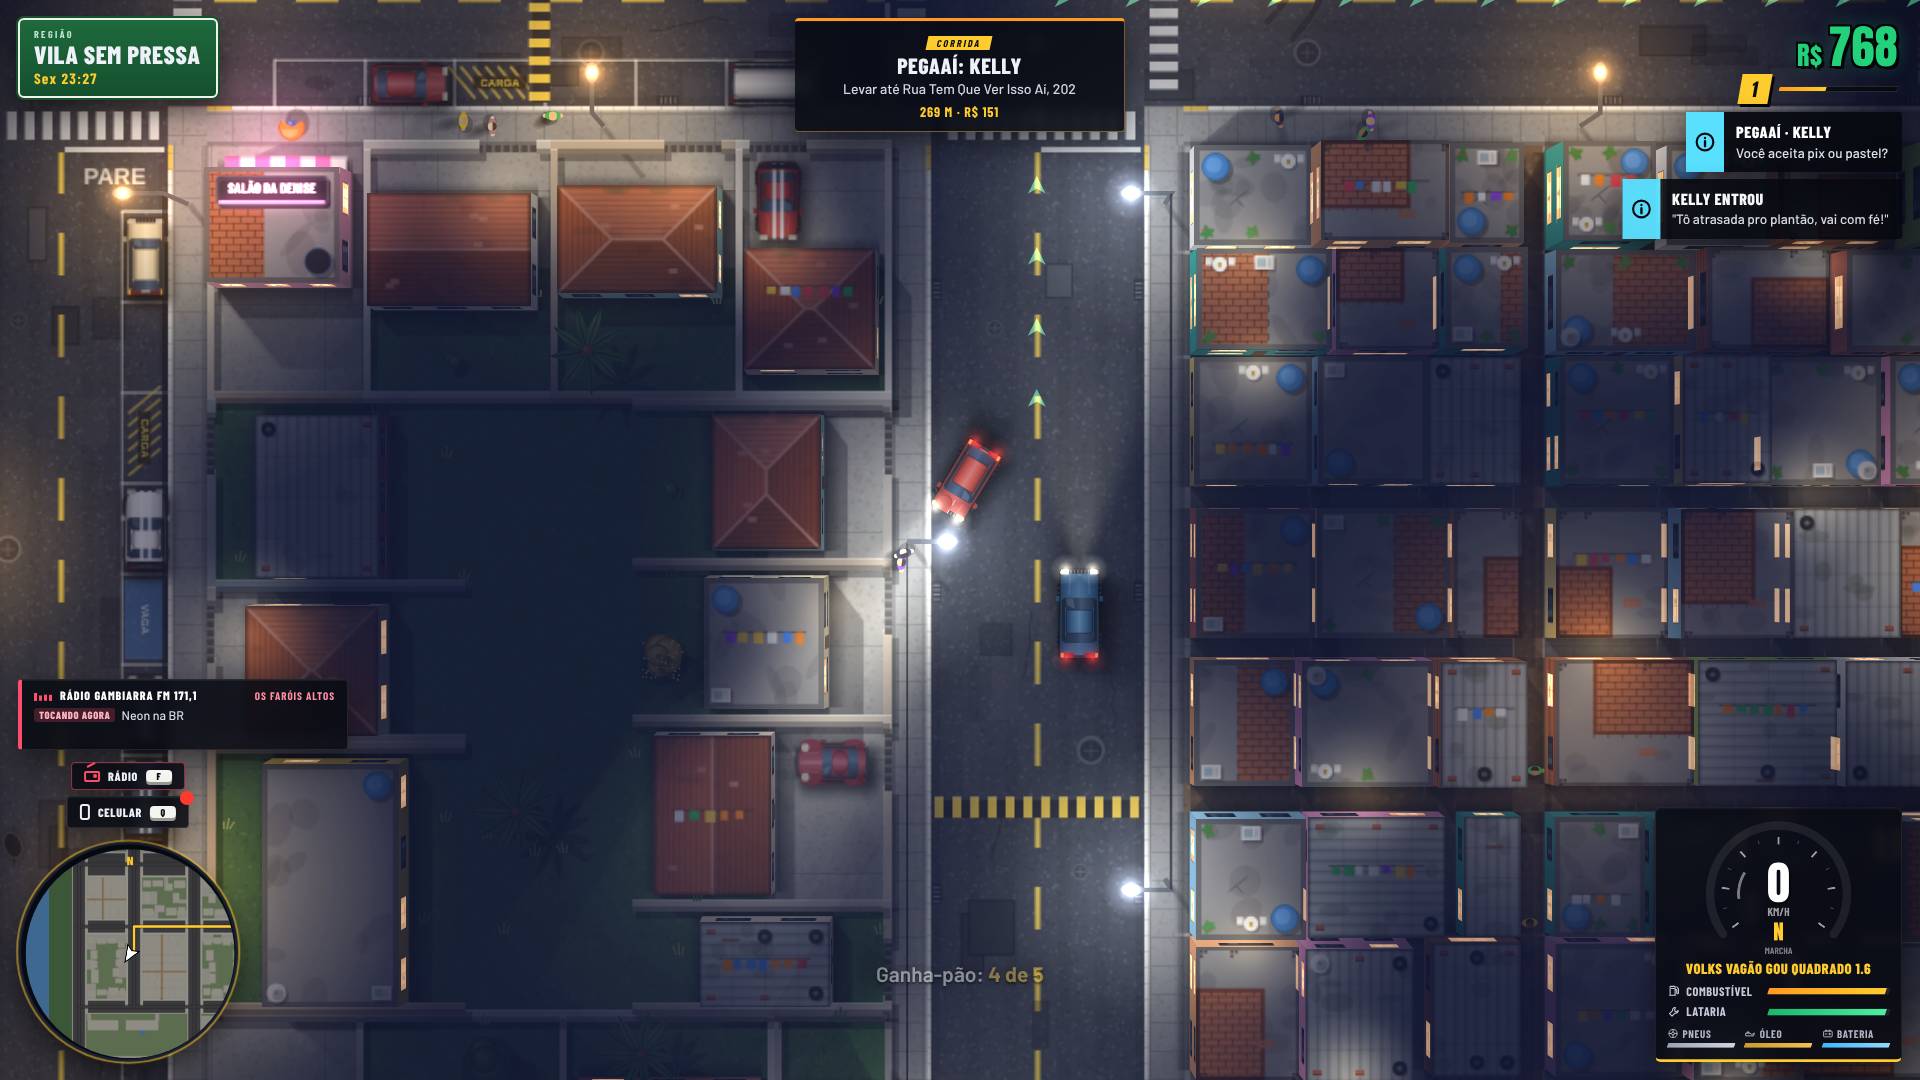 REGIÃO
VILA SEM PRESSA
Sex 23:27
CORRIDA
PEGAAÍ: KELLY
Levar até Rua Tem Que Ver Isso Aí, 202
269 M · R$ 151
R$ 768
1
PEGAAÍ · KELLY
Você aceita pix ou pastel?
KELLY ENTROU
"Tô atrasada pro plantão, vai com fé!"
CARGA
PARE
SALÃO DA DENISE
CARGA
VAGA
RÁDIO GAMBIARRA FM 171,1
OS FARÓIS ALTOS
TOCANDO AGORA Neon na BR
RÁDIO F
CELULAR Q
N
Ganha-pão: 4 de 5
0
KM/H
N
MARCHA
VOLKS VAGÃO GOU QUADRADO 1.6
COMBUSTÍVEL
LATARIA
PNEUS ÓLEO BATERIA